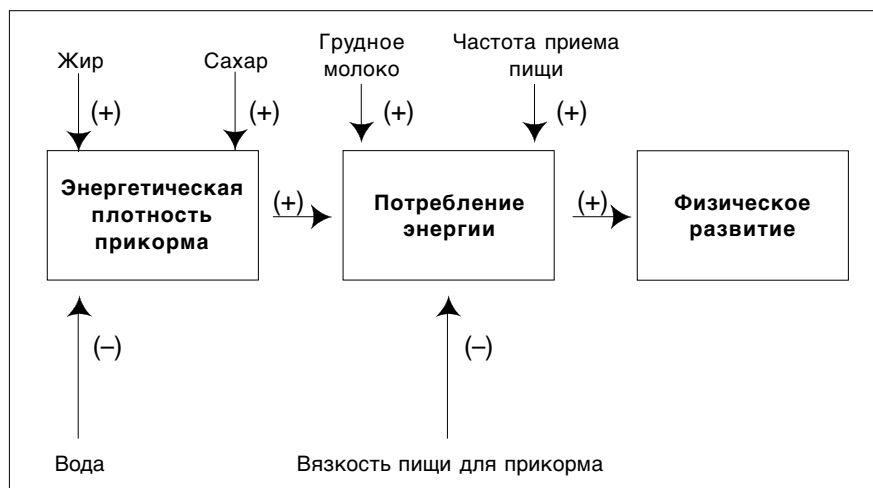 Жир
Сахар
Грудное
молоко
Частота приема
пищи
(+)
(+)
(+)
(+)
Энергетическая
плотность
прикорма
(+)
Потребление
энергии
(+)
Физическое
развитие
(–)
(–)
Вода
Вязкость пищи для прикорма